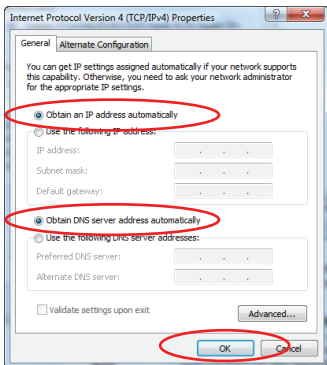 Internet Protocol Version 4 (TCP/IPv4) Properties
General
Alternate Configuration
You can get IP settings assigned automatically if your network supports
this capability. Otherwise, you need to ask your network administrator
for the appropriate IP settings.
Obtain an IP address automatically
Use the following IP address:
IP address:
Subnet mask:
Default gateway:
Obtain DNS server address automatically
Use the following DNS server addresses:
Preferred DNS server:
Alternate DNS server:
Validate settings upon exit
Advanced...
OK
Cancel